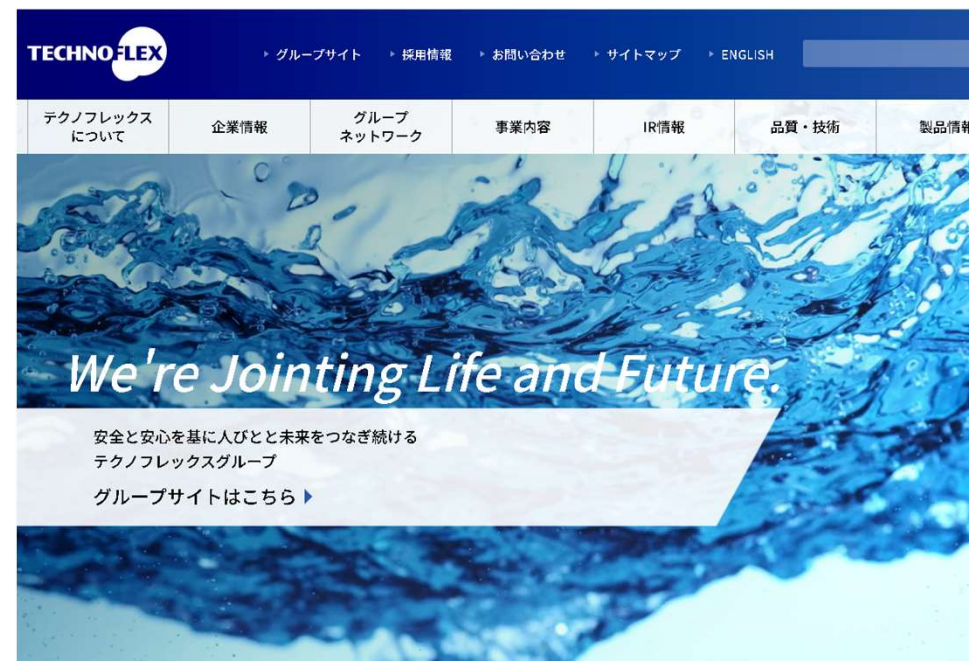 TECHNOFLEX
グループサイト 採用情報 お問い合わせ サイトマップ ENGLISH
テクノフレックス
について
企業情報
グループ
ネットワーク
事業内容
IR情報
品質・技術
製品情報
We're Jointing Life and Future.
安全と安心を基に人びとと未来をつなぎ続ける
テクノフレックスグループ
グループサイトはこちら